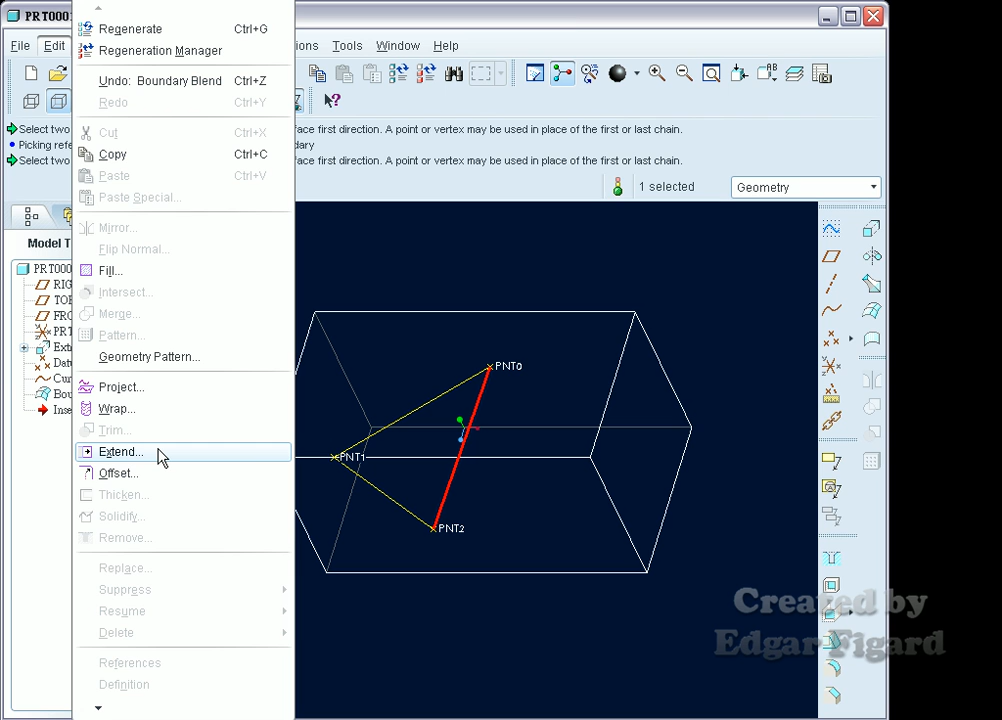 PRT000
File Edit
ions Tools Window Help
Regenerate Ctrl+G
Regeneration Manager
Undo: Boundary Blend Ctrl+Z
Redo Ctrl+Y
Cut Ctrl+X
Copy Ctrl+C
Paste Ctrl+V
Paste Special...
Mirror...
Flip Normal...
Fill...
Intersect...
Merge...
Pattern...
Geometry Pattern...
Project...
Wrap...
Trim...
Extend...
Offset...
Thicken...
Solidify...
Remove...
Replace...
Suppress
Resume
Delete
References
Definition
Select two
Picking refe
Select two
face first direction. A point or vertex may be used in place of the first or last chain.
dary
face first direction. A point or vertex may be used in place of the first or last chain.
1 selected
Geometry
Model T
PRT000
RIG
TO
FRO
PRT
Ext
Datu
Cur
Bou
Inse
PNT0
PNT1
PNT2
Created by
Edgar Figard